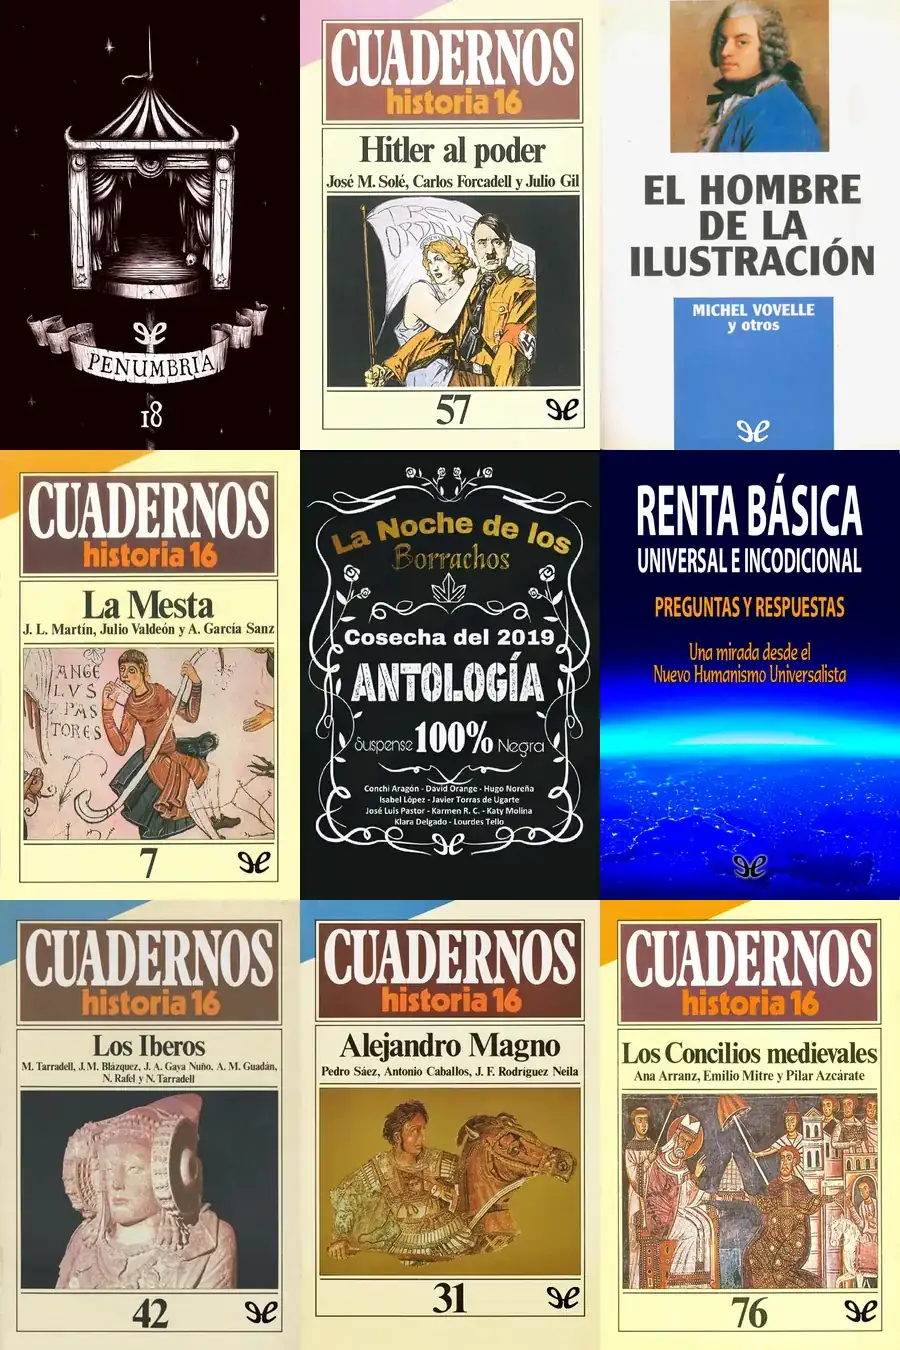 PENUMBRIA
18
CUADERNOS
historia 16
Hitler al poder
José M. Solé, Carlos Forcadell y Julio Gil
57
EL HOMBRE
DE LA
ILUSTRACIÓN
MICHEL VOVELLE
y otros
CUADERNOS
historia 16
La Mesta
J. L. Martín, Julio Valdeón y A. García Sanz
ANGE
LVS
PAS
TORES
7
La Noche de los
Borrachos
Cosecha del 2019
ANTOLOGÍA
Suspense 100% Negra
Conchi Aragón - David Orange - Hugo Noreña
Isabel López - Javier Torras de Ugarte
José Luis Pastor - Karmen R. C. - Katy Molina
Klara Delgado - Lourdes Tello
RENTA BÁSICA
UNIVERSAL E INCODICIONAL
PREGUNTAS Y RESPUESTAS
Una mirada desde el
Nuevo Humanismo Universalista
CUADERNOS
historia 16
Los Iberos
M. Tarradell, J. M. Blázquez, J. A. Gaya Nuño, A. M. Guadán,
N. Rafel y N. Tarradell
42
CUADERNOS
historia 16
Alejandro Magno
Pedro Sáez, Antonio Caballos, J. F. Rodríguez Neila
31
CUADERNOS
historia 16
Los Concilios medievales
Ana Arranz, Emilio Mitre y Pilar Azcárate
76